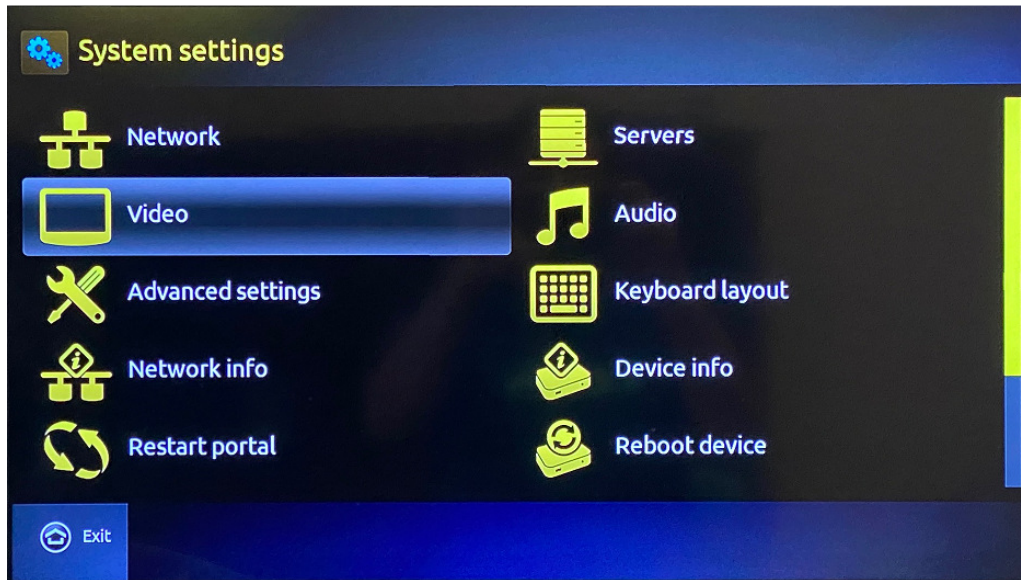 System settings
Network
Servers
Video
Audio
Advanced settings
Keyboard layout
Network info
Device info
Restart portal
Reboot device
Exit